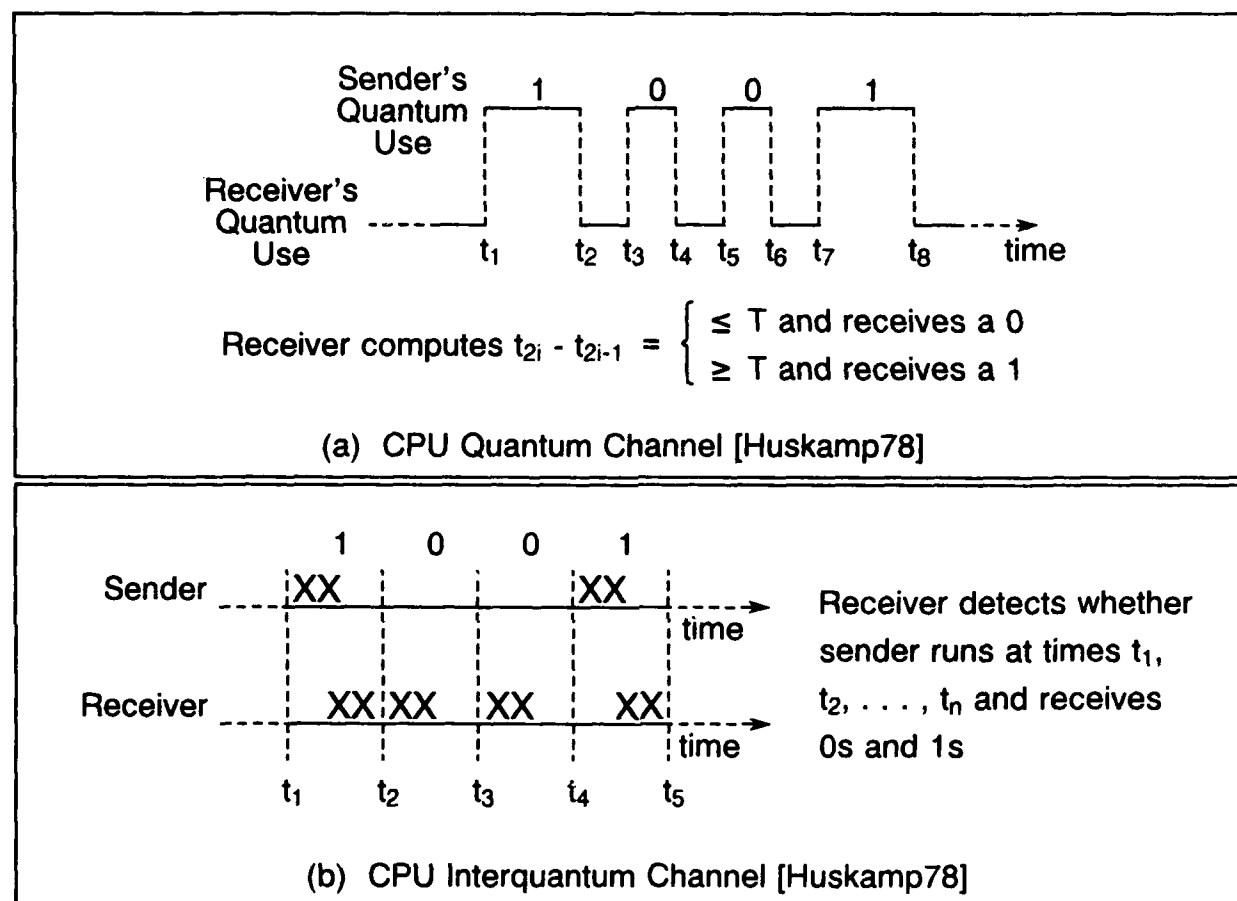 Sender's
Quantum
Use
1 0 0 1
Receiver's
Quantum
Use
t₁ t₂ t₃ t₄ t₅ t₆ t₇ t₈ time
Receiver computes t₂ᵢ - t₂ᵢ₋₁ = { ≤ T and receives a 0
≥ T and receives a 1
(a) CPU Quantum Channel [Huskamp78]
1 0 0 1
Sender XX XX
time
Receiver XX XX XX XX
time
t₁ t₂ t₃ t₄ t₅
Receiver detects whether
sender runs at times t₁,
t₂, . . . , tₙ and receives
0s and 1s
(b) CPU Interquantum Channel [Huskamp78]